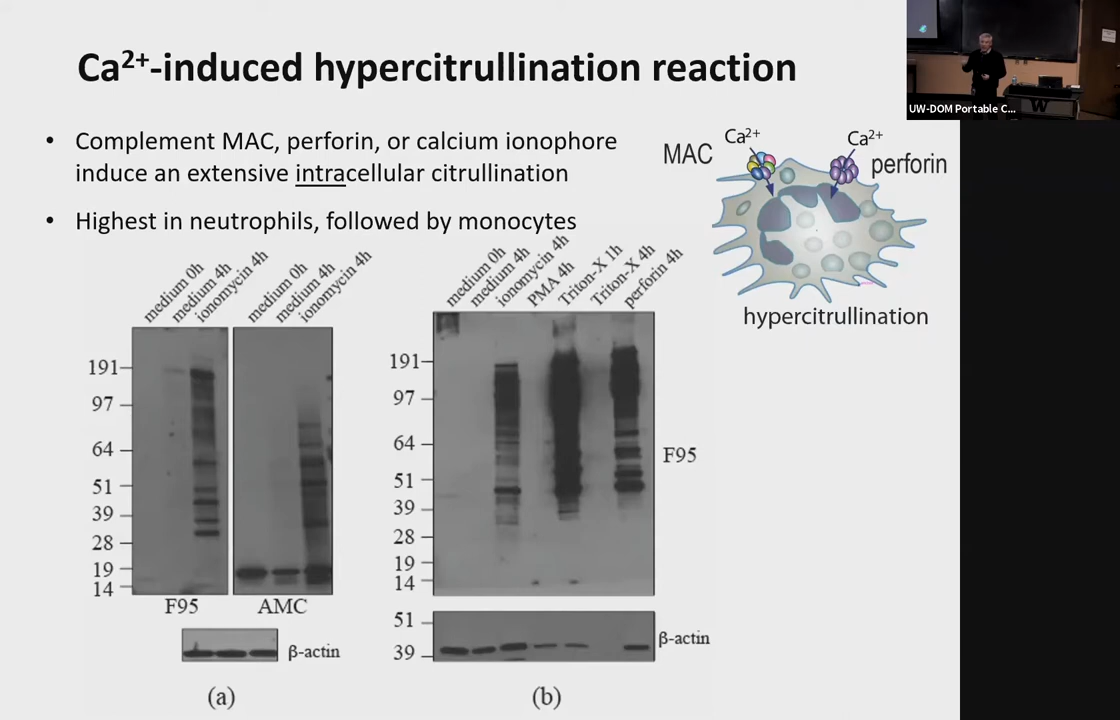 Ca²⁺-induced hypercitrullination reaction
UW-DOM Portable C...
W
• Complement MAC, perforin, or calcium ionophore
induce an extensive intracellular citrullination
• Highest in neutrophils, followed by monocytes
Ca²⁺
Ca²⁺
MAC
perforin
hypercitrullination
medium 0h
medium 4h
ionomycin 4h
medium 0h
medium 4h
ionomycin 4h
191
97
64
51
39
28
19
14
F95
AMC
β-actin
(a)
medium 0h
medium 4h
ionomycin 4h
PMA 4h
Triton-X 1h
Triton-X 4h
perforin 4h
191
97
64
51
39
28
19
14
F95
51
39
β-actin
(b)